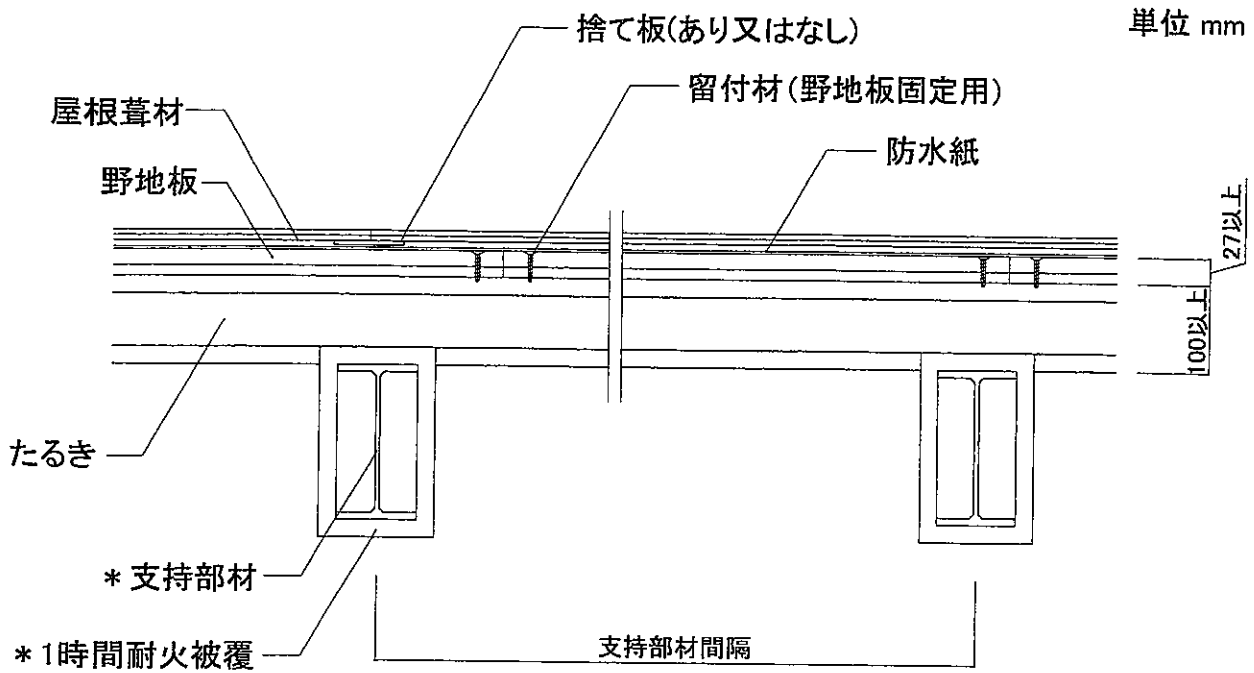 単位 mm
捨て板(あり又はなし)
留付材(野地板固定用)
屋根葺材
防水紙
野地板
27以上
100以上
たるき
*支持部材
*1時間耐火被覆
支持部材間隔